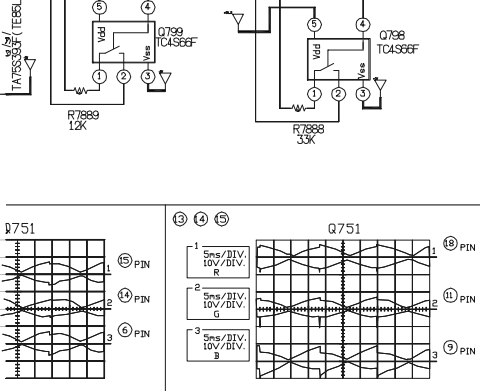 5 4
Q799
TC4S66F
Vdd
Vss
1 2 3
R7889
12K
TA75S393F(TE85L
5 4
Q798
TC4S66F
Vdd
Vss
1 2 3
R7888
33K
Q751
1 15 PIN
2 14 PIN
3 6 PIN
13 14 15
Q751
1
5ms/DIV.
10V/DIV.
R
2
5ms/DIV.
10V/DIV.
G
3
5ms/DIV.
10V/DIV.
B
1 18 PIN
2 11 PIN
3 9 PIN